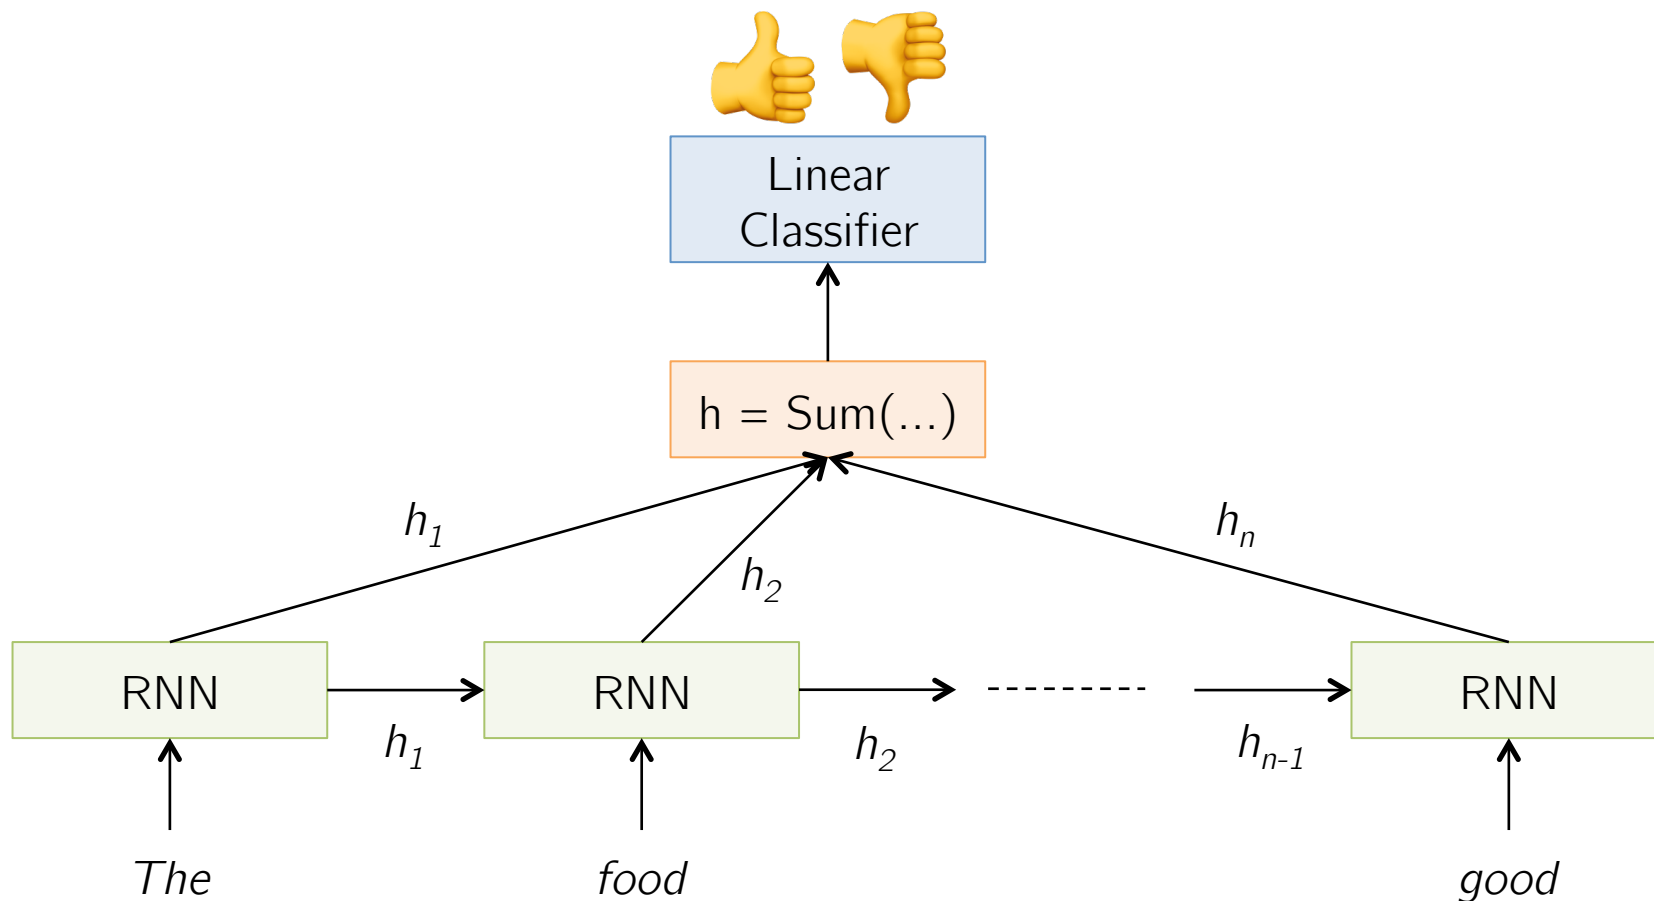 Linear
Classifier
h = Sum(...)
h₁
h₂
hₙ
RNN
RNN
RNN
h₁
h₂
hₙ₋₁
The
food
good